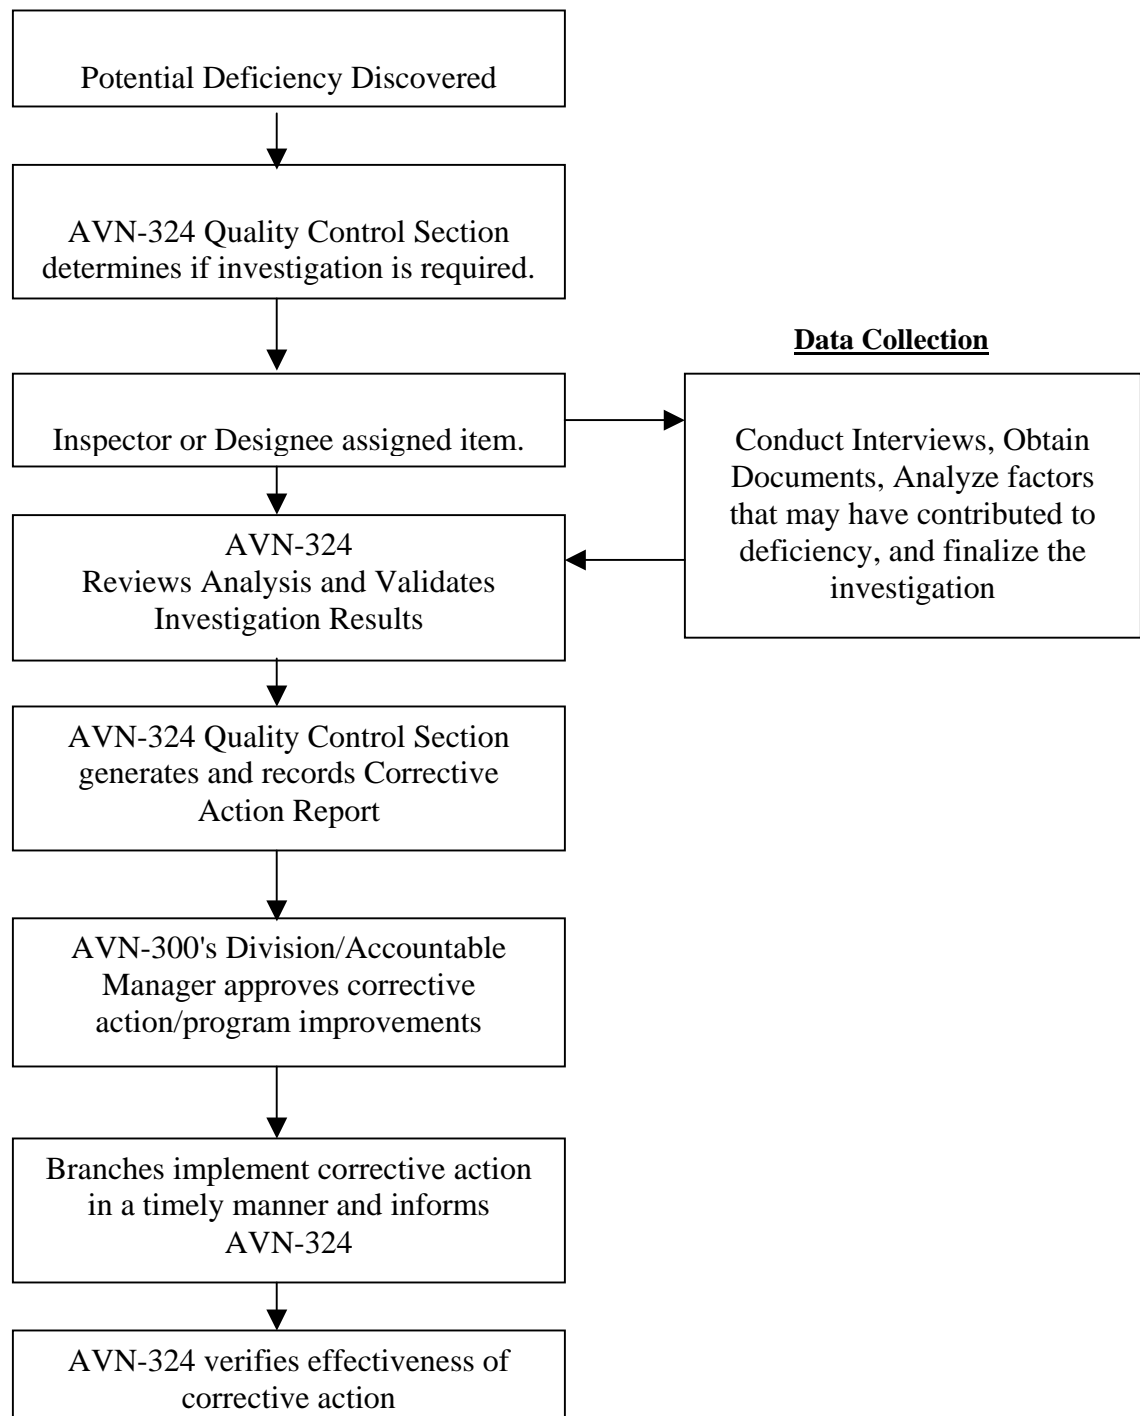 Potential Deficiency Discovered
AVN-324 Quality Control Section
determines if investigation is required.
Inspector or Designee assigned item.
Data Collection
Conduct Interviews, Obtain
Documents, Analyze factors
that may have contributed to
deficiency, and finalize the
investigation
AVN-324
Reviews Analysis and Validates
Investigation Results
AVN-324 Quality Control Section
generates and records Corrective
Action Report
AVN-300's Division/Accountable
Manager approves corrective
action/program improvements
Branches implement corrective action
in a timely manner and informs
AVN-324
AVN-324 verifies effectiveness of
corrective action